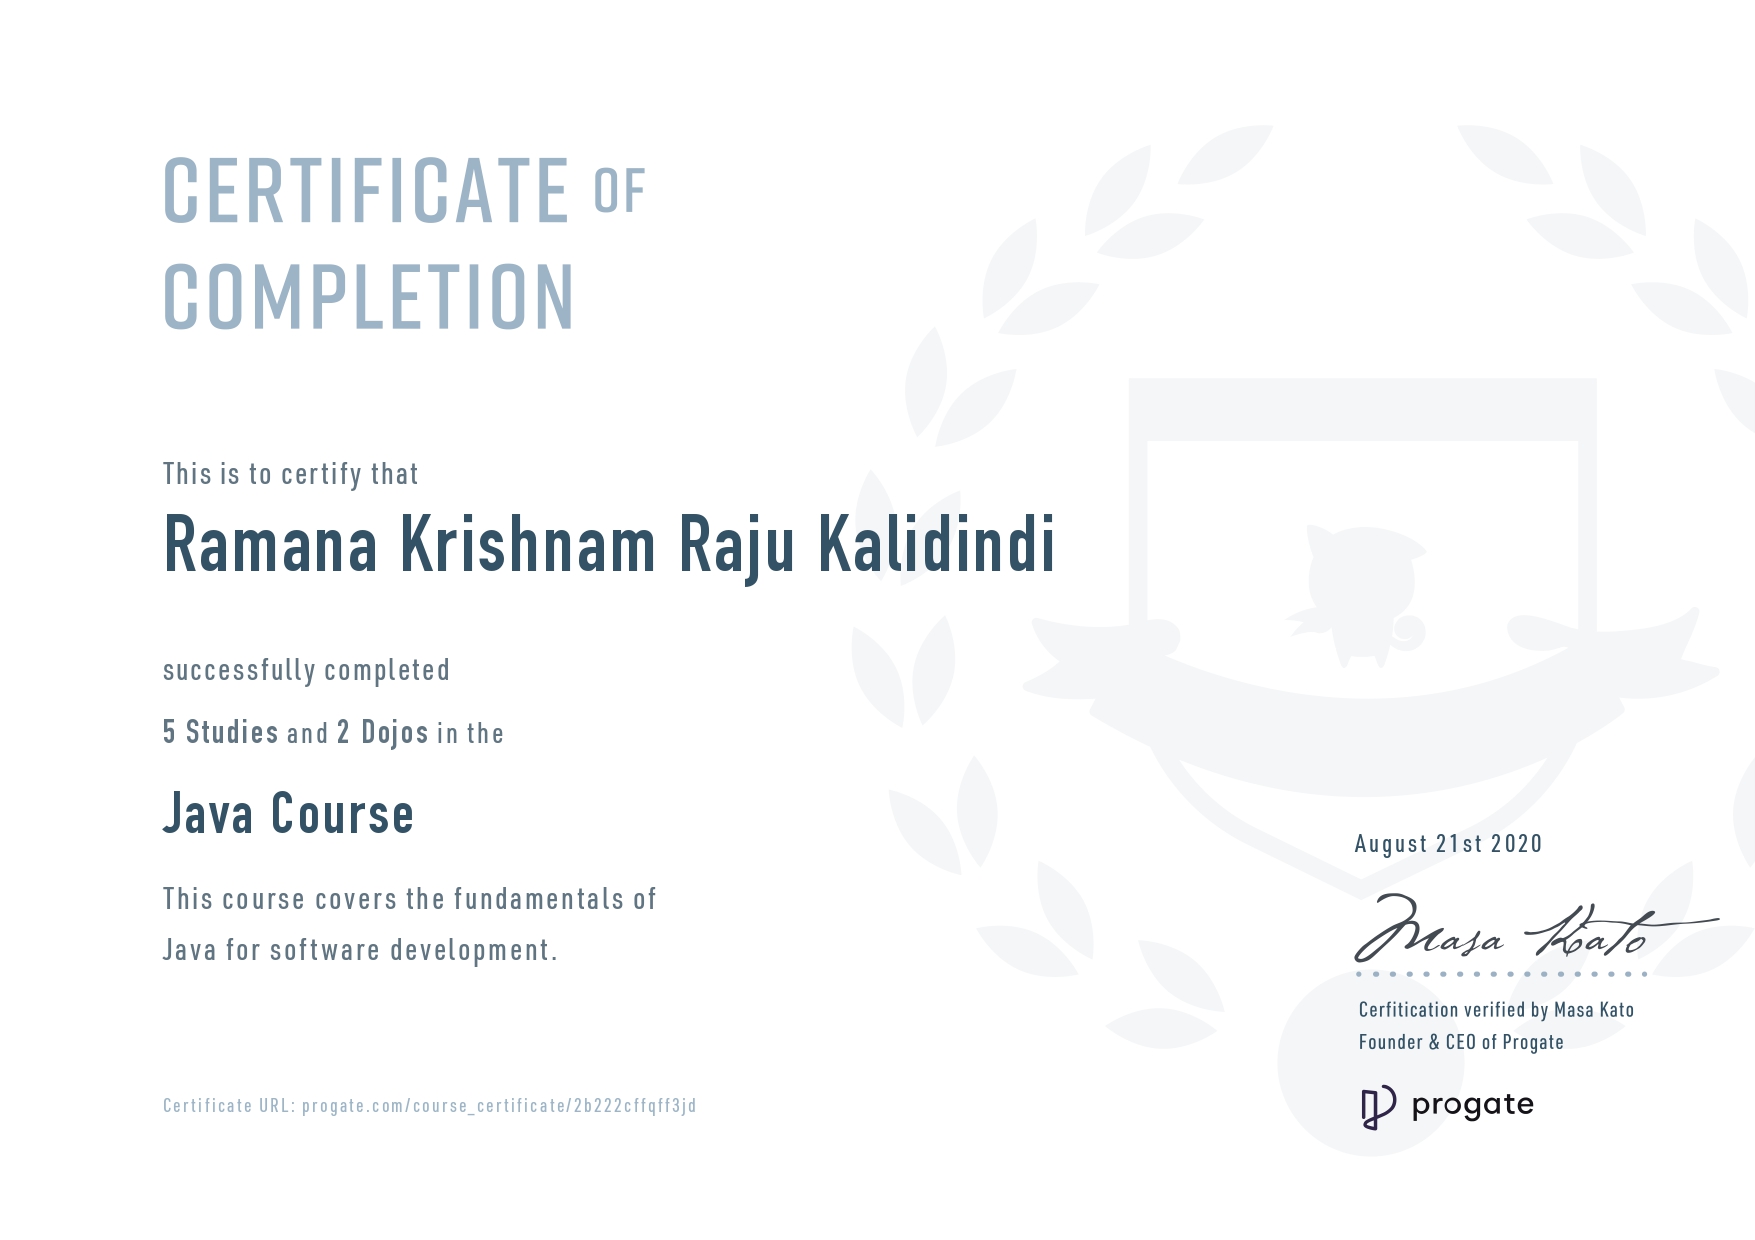 CERTIFICATE OF
COMPLETION
This is to certify that
Ramana Krishnam Raju Kalidindi
successfully completed
5 Studies and 2 Dojos in the
Java Course
This course covers the fundamentals of
Java for software development.
August 21st 2020
Masa Kato
Cerfitication verified by Masa Kato
Founder & CEO of Progate
progate
Certificate URL: progate.com/course_certificate/2b222cffqff3jd